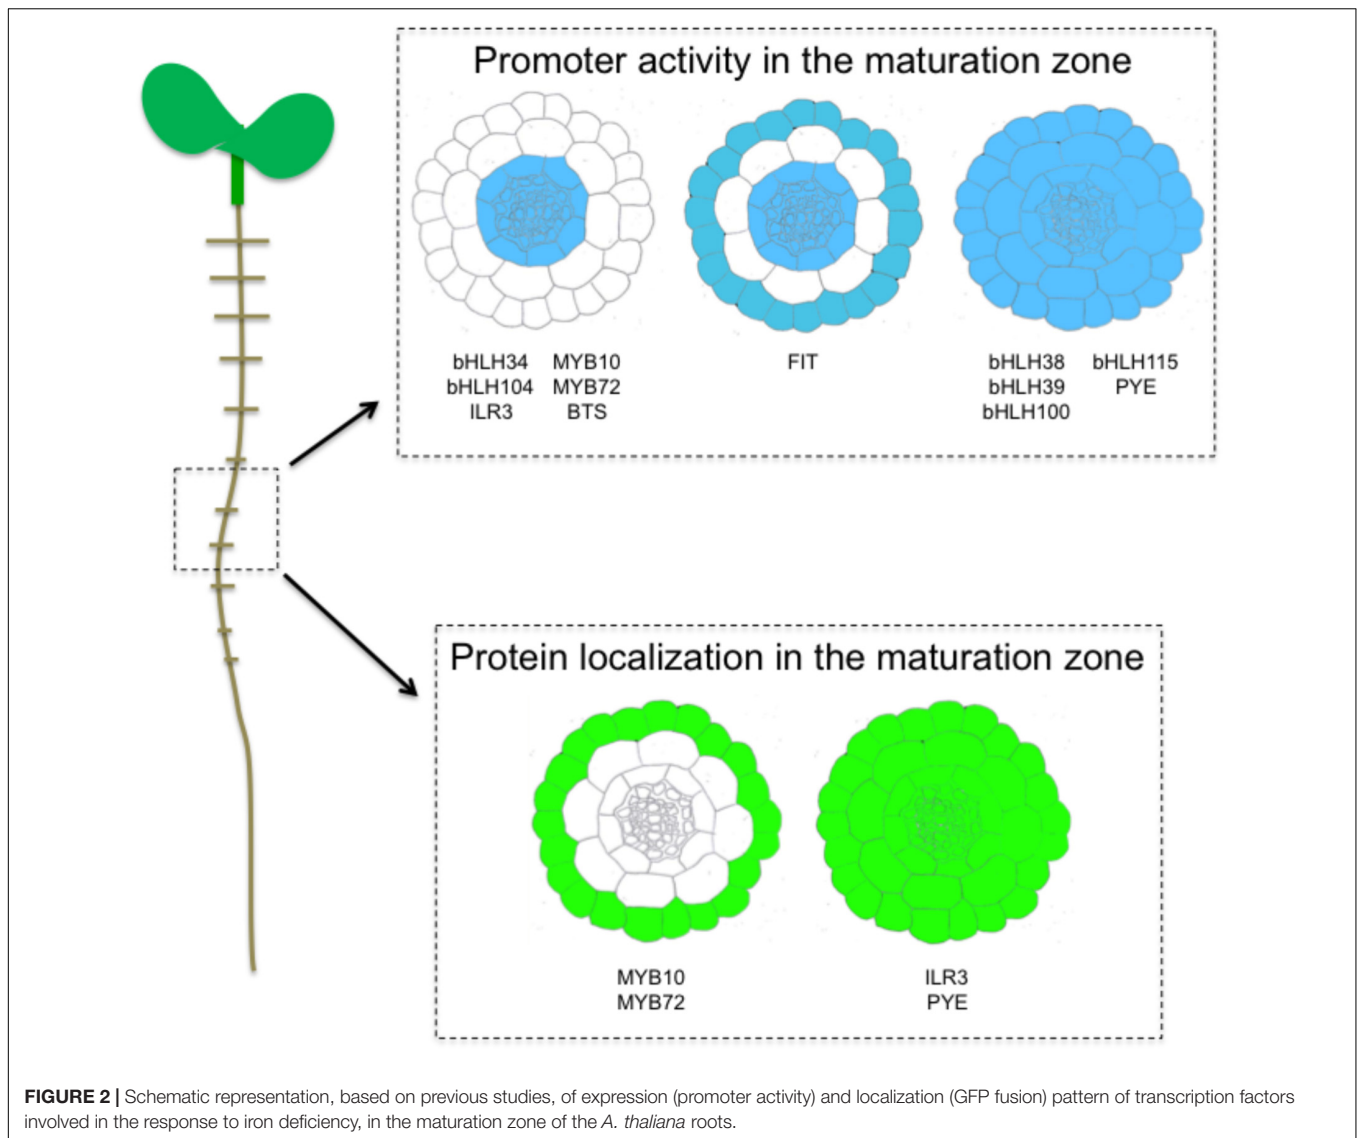 Promoter activity in the maturation zone
bHLH34 MYB10
bHLH104 MYB72
ILR3 BTS
FIT
bHLH38 bHLH115
bHLH39 PYE
bHLH100
Protein localization in the maturation zone
MYB10
MYB72
ILR3
PYE
FIGURE 2 | Schematic representation, based on previous studies, of expression (promoter activity) and localization (GFP fusion) pattern of transcription factors
involved in the response to iron deficiency, in the maturation zone of the A. thaliana roots.